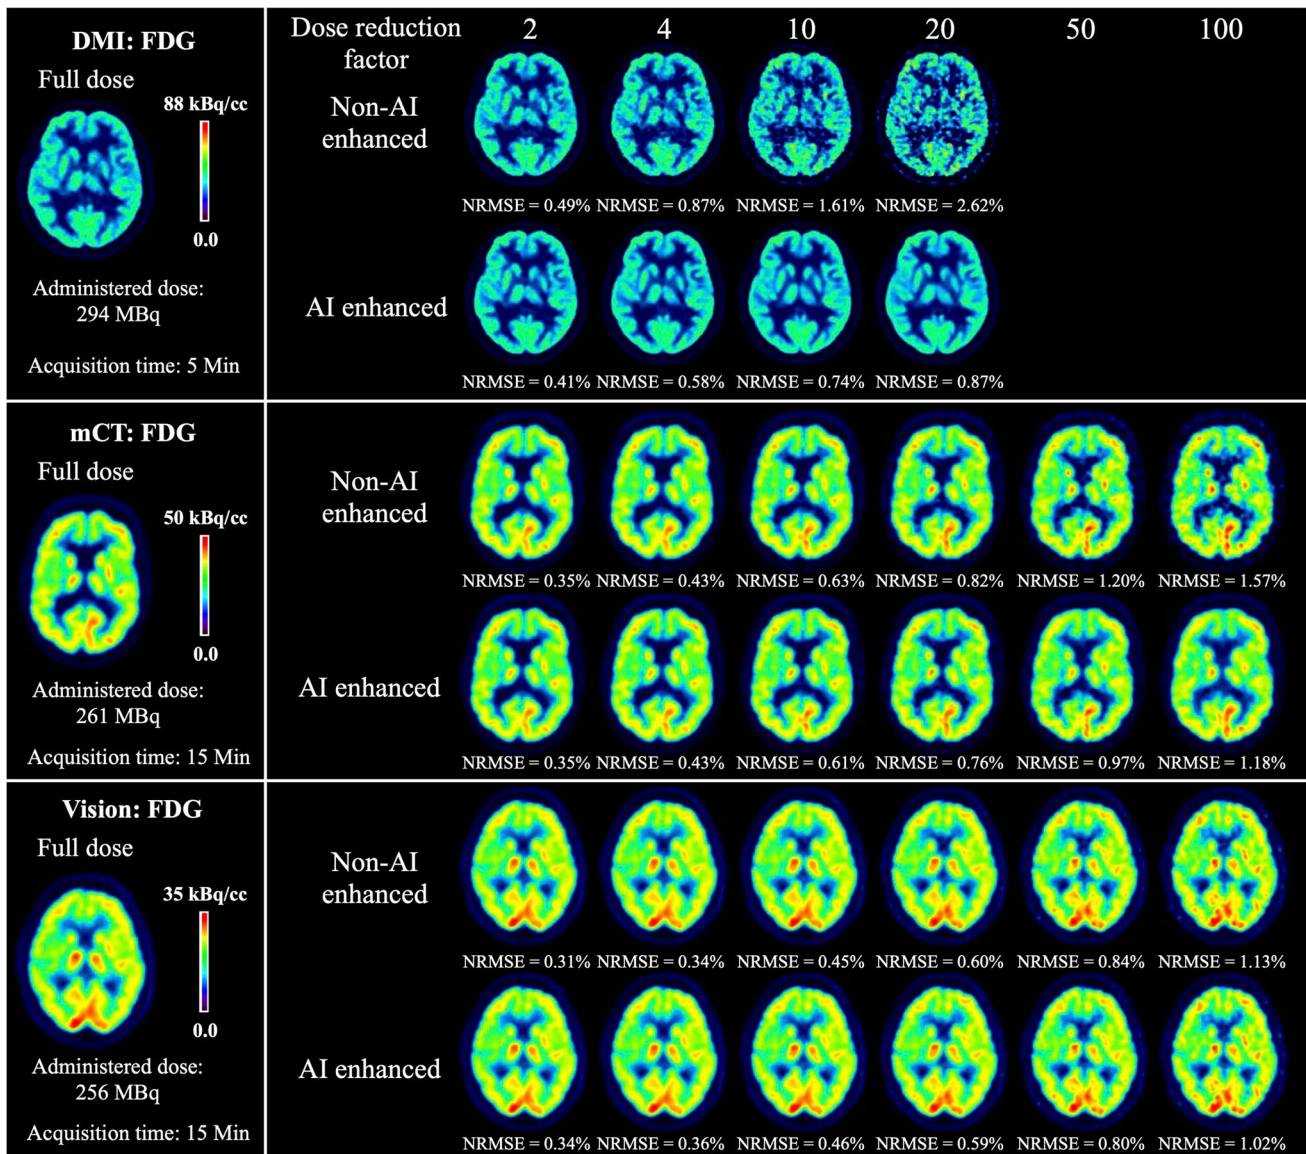 DMI: FDG
Full dose
88 kBq/cc
0.0
Administered dose:
294 MBq
Acquisition time: 5 Min
Dose reduction
factor
2 4 10 20 50 100
Non-AI
enhanced
NRMSE = 0.49% NRMSE = 0.87% NRMSE = 1.61% NRMSE = 2.62%
AI enhanced
NRMSE = 0.41% NRMSE = 0.58% NRMSE = 0.74% NRMSE = 0.87%
mCT: FDG
Full dose
50 kBq/cc
0.0
Administered dose:
261 MBq
Acquisition time: 15 Min
Non-AI
enhanced
NRMSE = 0.35% NRMSE = 0.43% NRMSE = 0.63% NRMSE = 0.82% NRMSE = 1.20% NRMSE = 1.57%
AI enhanced
NRMSE = 0.35% NRMSE = 0.43% NRMSE = 0.61% NRMSE = 0.76% NRMSE = 0.97% NRMSE = 1.18%
Vision: FDG
Full dose
35 kBq/cc
0.0
Administered dose:
256 MBq
Acquisition time: 15 Min
Non-AI
enhanced
NRMSE = 0.31% NRMSE = 0.34% NRMSE = 0.45% NRMSE = 0.60% NRMSE = 0.84% NRMSE = 1.13%
AI enhanced
NRMSE = 0.34% NRMSE = 0.36% NRMSE = 0.46% NRMSE = 0.59% NRMSE = 0.80% NRMSE = 1.02%